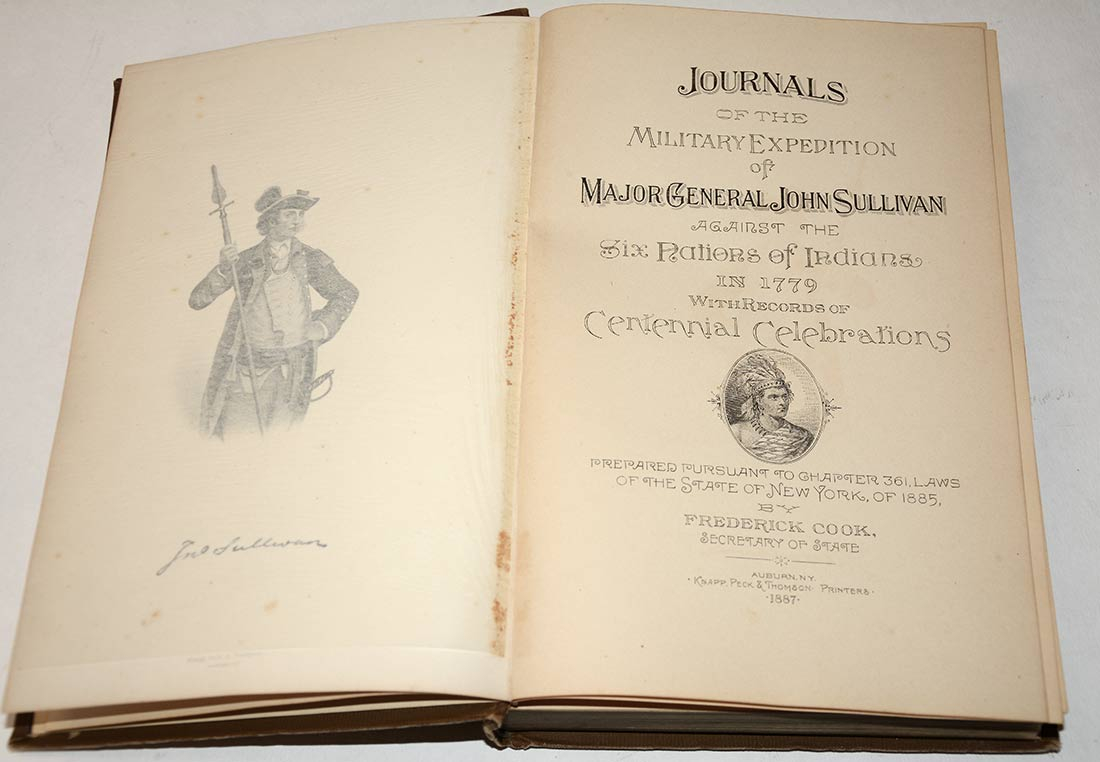 Jno Sullivan
JOURNALS
OF THE
MILITARY EXPEDITION
of
MAJOR GENERAL JOHN SULLIVAN
AGAINST THE
Six Nations of Indians
IN 1779
WITH RECORDS OF
Centennial Celebrations
PREPARED PURSUANT TO CHAPTER 361, LAWS
OF THE STATE OF NEW YORK, OF 1885,
BY
FREDERICK COOK,
SECRETARY OF STATE
AUBURN, N.Y.
· KNAPP, PECK & THOMSON PRINTERS ·
· 1887 ·